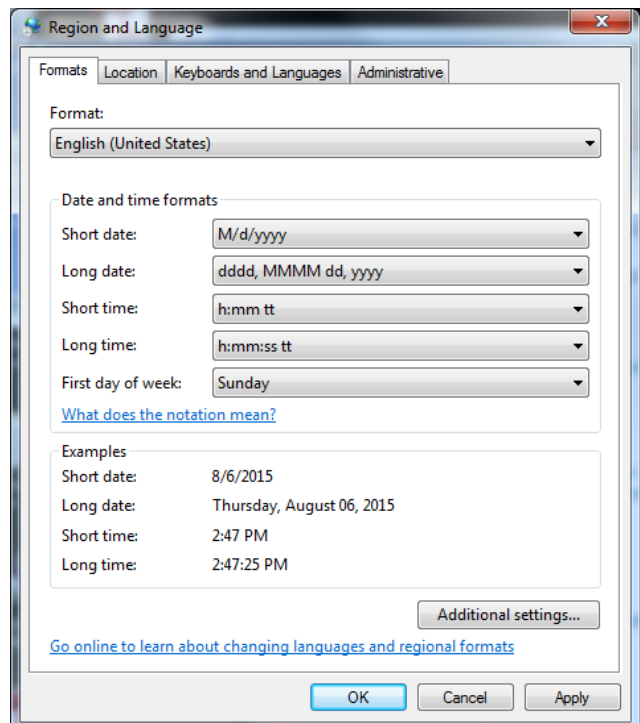 Region and Language
Formats Location Keyboards and Languages Administrative
Format:
English (United States)
Date and time formats
Short date: M/d/yyyy
Long date: dddd, MMMM dd, yyyy
Short time: h:mm tt
Long time: h:mm:ss tt
First day of week: Sunday
What does the notation mean?
Examples
Short date: 8/6/2015
Long date: Thursday, August 06, 2015
Short time: 2:47 PM
Long time: 2:47:25 PM
Additional settings...
Go online to learn about changing languages and regional formats
OK Cancel Apply